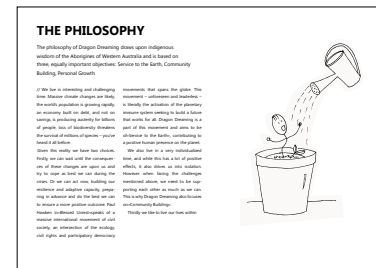 THE PHILOSOPHY
The philosophy of Dragon Dreaming draws upon indigenous
wisdom of the Aborigines of Western Australia and is based on
three, equally important objectives: Service to the Earth, Community
Building, Personal Growth
// We live in interesting and challenging
time. Massive climate changes are likely,
the world's population is growing rapidly,
an economy built on debt, and not on
savings, is producing austerity for billions
of people, loss of biodiversity threatens
the survival of millions of species – you've
heard it all before.
Given this reality we have two choices.
Firstly we can wait until the consequen-
ces of these changes are upon us and
try to cope as best we can during the
crises. Or we can act now, building our
resilience and adaptive capacity, prepa-
ring in advance and do the best we can
to ensure a more positive outcome. Paul
Hawken in›Blessed Unrest‹speaks of a
massive international movement of civil
society, an intersection of the ecology,
civil rights and participatory democracy
movements that spans the globe. This
movement – unforeseen and leaderless –
is literally the activation of the planetary
immune system seeking to build a future
that works for all. Dragon Dreaming is a
part of this movement and aims to be
of›Service to the Earth‹, contributing to
a positive human presence on the planet.
We also live in a very individualised
time, and while this has a lot of positive
effects, it also drives us into isolation.
However when facing the challenges
mentioned above, we need to be sup-
porting each other as much as we can.
This is why Dragon Dreaming also focuses
on›Community Building‹.
Thirdly we like to live our lives within